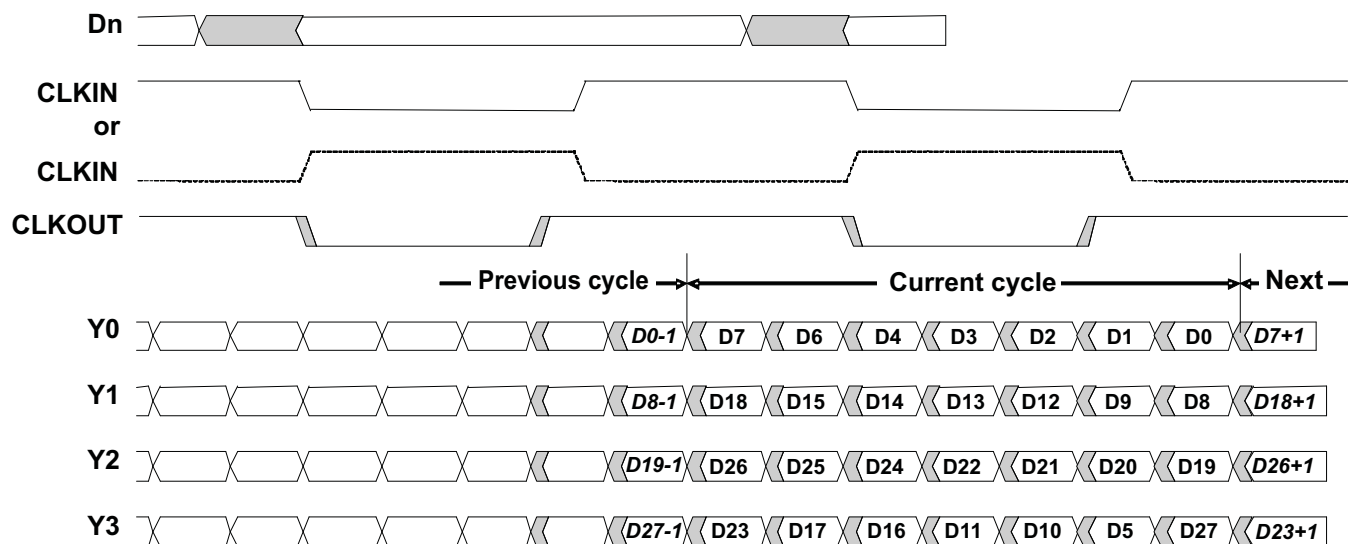 Dn
CLKIN
or
CLKIN
CLKOUT
Previous cycle Current cycle Next
Y0 D0-1 D7 D6 D4 D3 D2 D1 D0 D7+1
Y1 D8-1 D18 D15 D14 D13 D12 D9 D8 D18+1
Y2 D19-1 D26 D25 D24 D22 D21 D20 D19 D26+1
Y3 D27-1 D23 D17 D16 D11 D10 D5 D27 D23+1